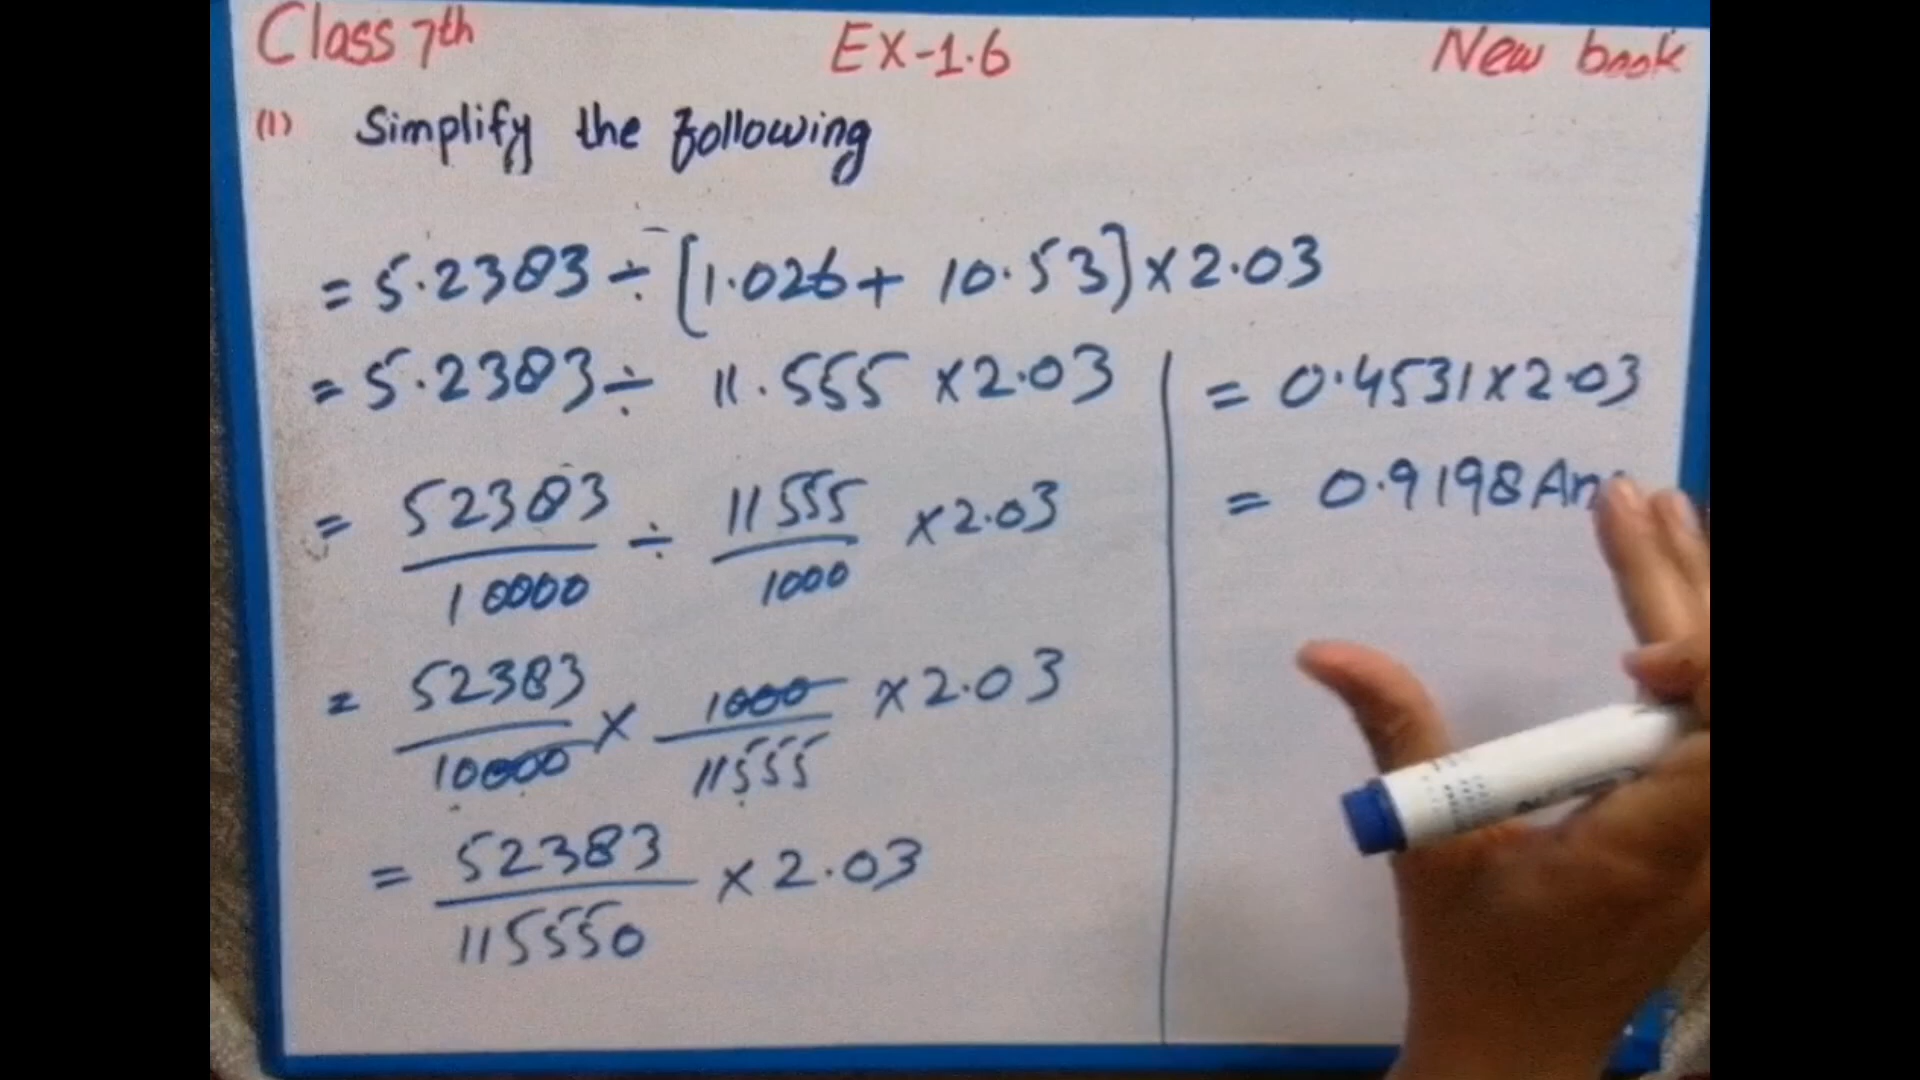 Class 7th EX-1.6 New book
(1) Simplify the following
= 5.2383 ÷ [1.026 + 10.53] × 2.03
= 5.2383 ÷ 11.555 × 2.03
= 52383/10000 ÷ 11555/1000 × 2.03
= 52383/10000 × 1000/11555 × 2.03
= 52383/115550 × 2.03
= 0.4531 × 2.03
= 0.9198 Ans